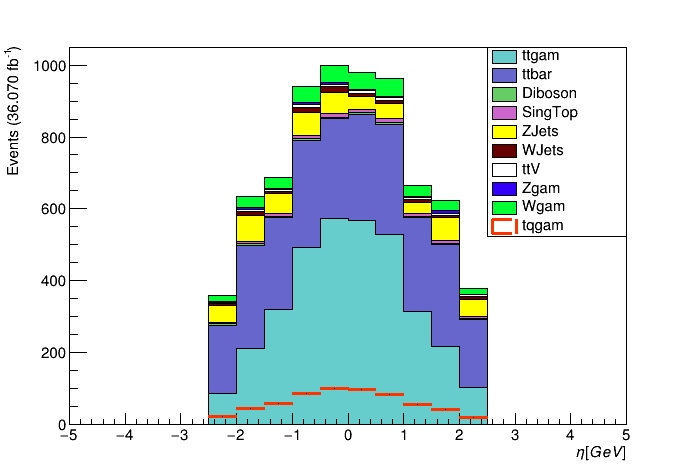 Events (36.070 fb⁻¹)
1000
800
600
400
200
0
ttgam
ttbar
Diboson
SingTop
ZJets
WJets
ttV
Zgam
Wgam
tqgam
−5 −4 −3 −2 −1 0 1 2 3 4 5
η[GeV]